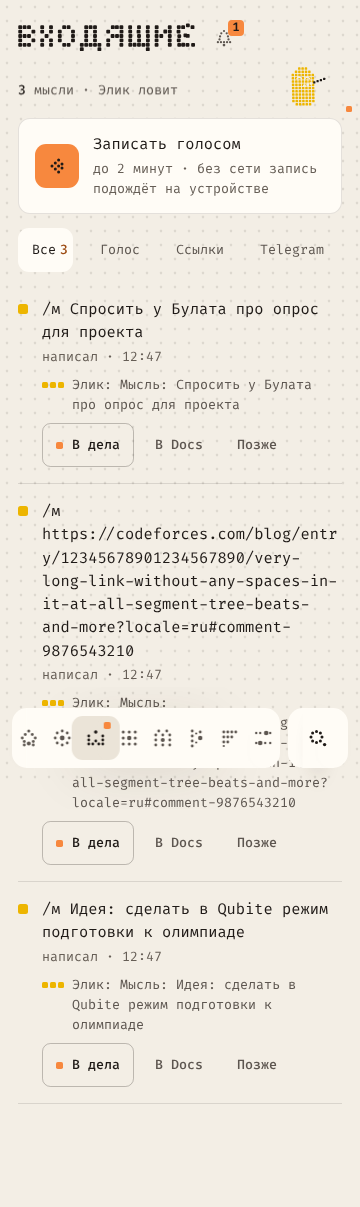 ВХОДЯЩИЕ
1
3 мысли · Элик ловит
Записать голосом
до 2 минут · без сети запись
подождёт на устройстве
Все 3 Голос Ссылки Telegram
/м Спросить у Булата про опрос
для проекта
написал · 12:47
Элик: Мысль: Спросить у Булата
про опрос для проекта
В дела В Docs Позже
/м
https://codeforces.com/blog/entr
y/12345678901234567890/very-
long-link-without-any-spaces-in-
it-at-all-segment-tree-beats-
and-more?locale=ru#comment-
9876543210
написал · 12:47
Элик: Мысль:
all-segment-tree-beats-and-more?
locale=ru#comment-9876543210
В дела В Docs Позже
/м Идея: сделать в Qubite режим
подготовки к олимпиаде
написал · 12:47
Элик: Мысль: Идея: сделать в
Qubite режим подготовки к
олимпиаде
В дела В Docs Позже